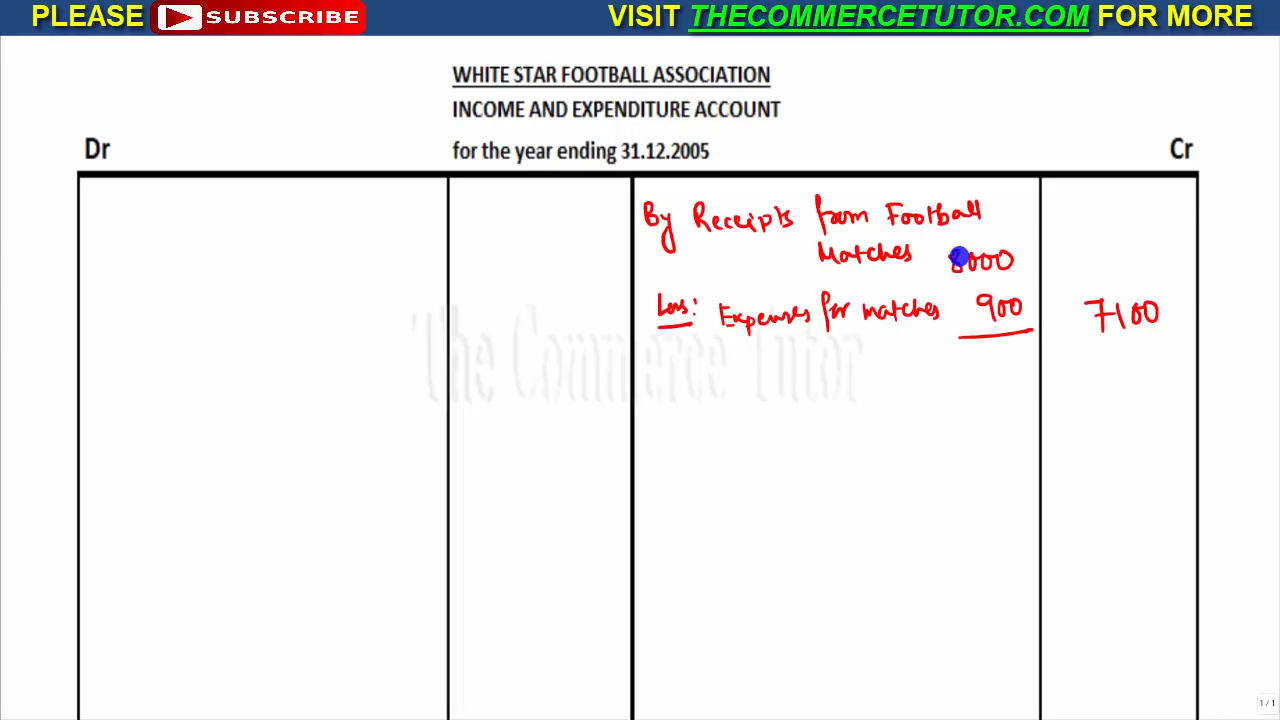 PLEASE SUBSCRIBE VISIT THECOMMERCETUTOR.COM FOR MORE
WHITE STAR FOOTBALL ASSOCIATION
INCOME AND EXPENDITURE ACCOUNT
Dr for the year ending 31.12.2005 Cr
By Receipts from Football
Matches 8000
Less: Expenses for matches 900 7100
The Commerce Tutor
1/1